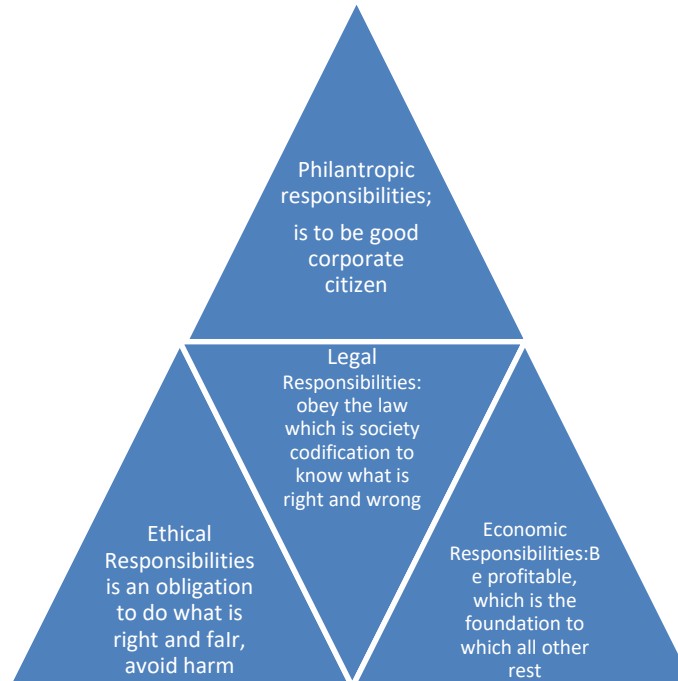 Philantropic
responsibilities;
is to be good
corporate
citizen
Legal
Responsibilities:
obey the law
which is society
codification to
know what is
right and wrong
Ethical
Responsibilities
is an obligation
to do what is
right and faIr,
avoid harm
Economic
Responsibilities:B
e profitable,
which is the
foundation to
which all other
rest